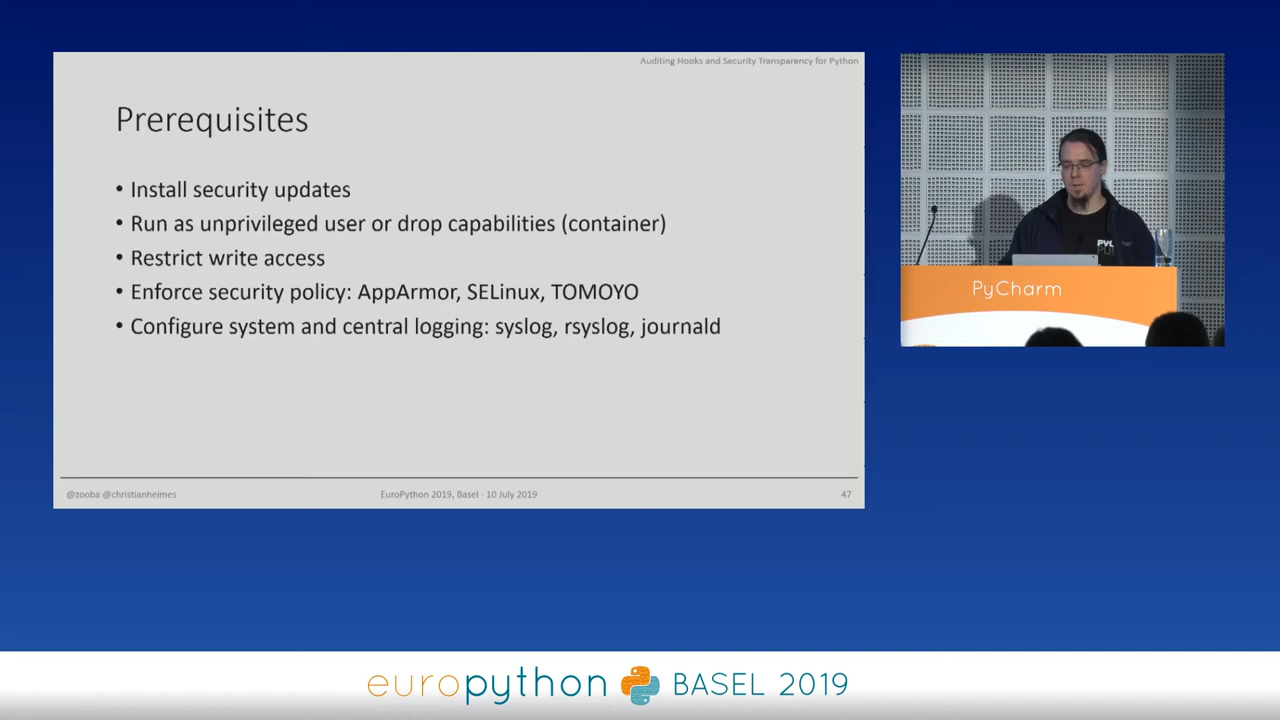 Auditing Hooks and Security Transparency for Python
Prerequisites
• Install security updates
• Run as unprivileged user or drop capabilities (container)
• Restrict write access
• Enforce security policy: AppArmor, SELinux, TOMOYO
• Configure system and central logging: syslog, rsyslog, journald
@zooba @christianheimes
EuroPython 2019, Basel - 10 July 2019
47
PyCharm
europython BASEL 2019